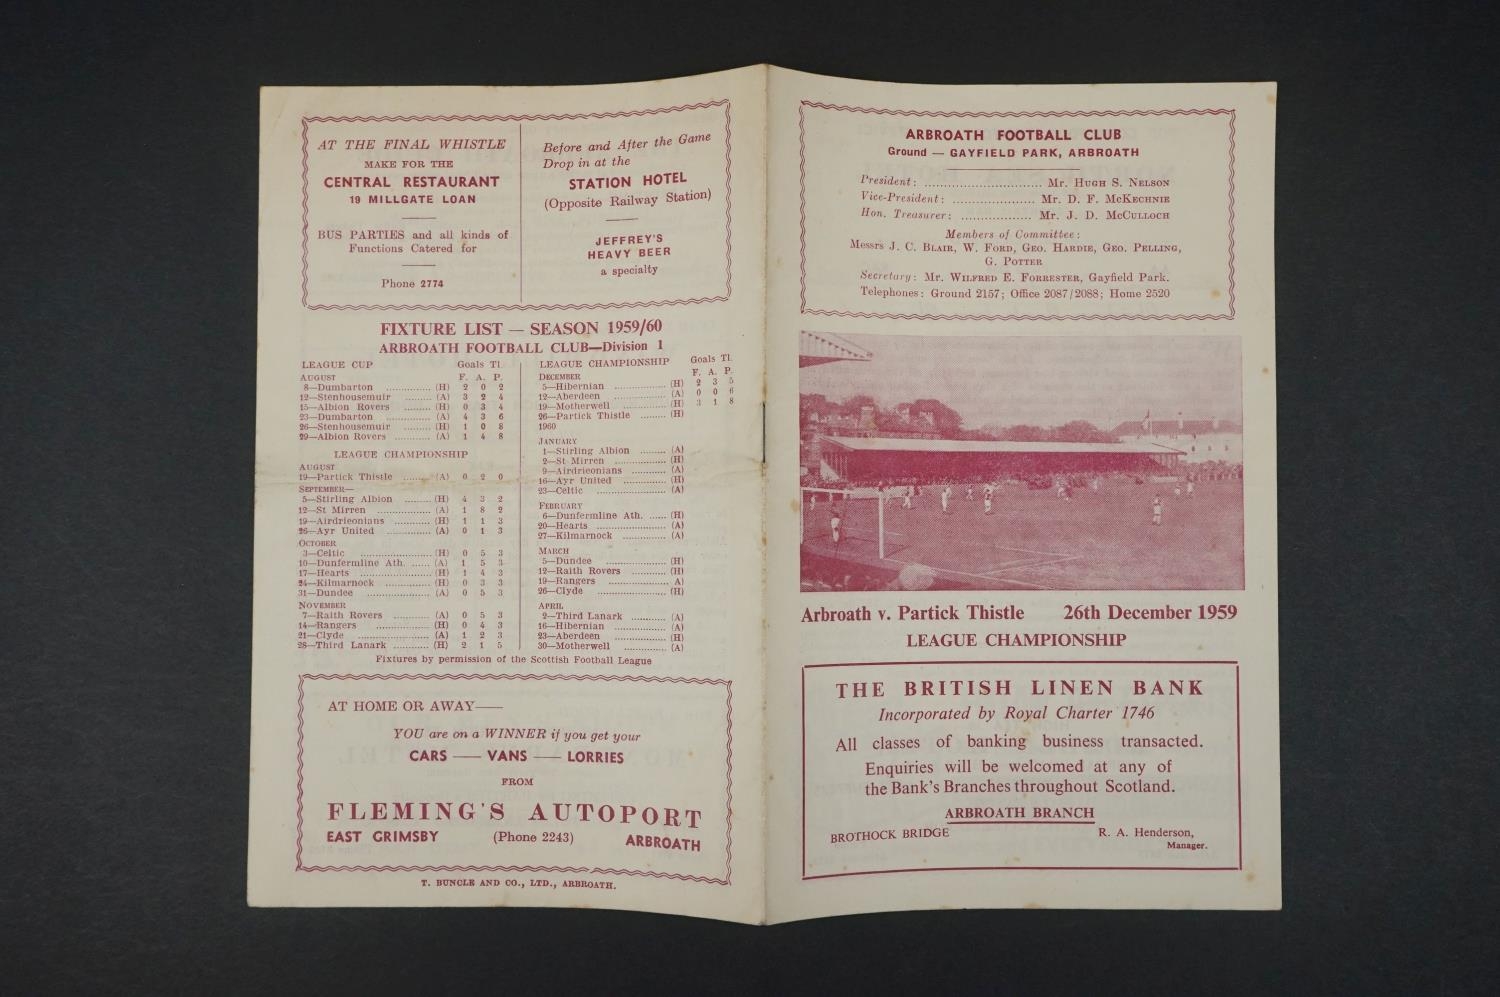 AT THE FINAL WHISTLE
MAKE FOR THE
CENTRAL RESTAURANT
19 MILLGATE LOAN
BUS PARTIES and all kinds of
Functions Catered for
Phone 2774
Before and After the Game
Drop in at the
STATION HOTEL
(Opposite Railway Station)
JEFFREY'S
HEAVY BEER
a specialty
FIXTURE LIST — SEASON 1959/60
ARBROATH FOOTBALL CLUB—Division 1
LEAGUE CUP Goals Tl.
AUGUST F. A. P.
8—Dumbarton ............ (H) 2 0 2
12—Stenhousemuir ........ (A) 3 2 4
15—Albion Rovers .......... (H) 0 3 4
23—Dumbarton ............ (A) 4 3 6
26—Stenhousemuir ........ (H) 1 0 8
29—Albion Rovers .......... (A) 1 4 8
LEAGUE CHAMPIONSHIP
AUGUST
19—Partick Thistle ........ (A) 0 2 0
SEPTEMBER—
5—Stirling Albion ........ (H) 4 3 2
12—St Mirren .............. (A) 1 8 2
19—Airdrieonians .......... (H) 1 1 3
26—Ayr United ............ (A) 0 1 3
OCTOBER
3—Celtic .................. (H) 0 5 3
10—Dunfermline Ath. ...... (A) 1 5 3
17—Hearts .................. (H) 1 4 3
24—Kilmarnock ............ (H) 0 3 3
31—Dundee ................ (A) 0 5 3
NOVEMBER
7—Raith Rovers .......... (A) 0 5 3
14—Rangers ................ (H) 0 4 3
21—Clyde .................. (A) 1 2 3
28—Third Lanark .......... (H) 2 1 5
LEAGUE CHAMPIONSHIP Goals Tl.
DECEMBER F. A. P.
5—Hibernian .............. (H) 2 3 5
12—Aberdeen .............. (A) 0 0 6
19—Motherwell ............ (H) 3 1 8
26—Partick Thistle ........ (H)
1960
JANUARY
1—Stirling Albion ........ (A)
2—St Mirren .............. (H)
9—Airdrieonians .......... (A)
16—Ayr United ............ (H)
23—Celtic .................. (A)
FEBRUARY
6—Dunfermline Ath. ...... (H)
20—Hearts .................. (A)
27—Kilmarnock ............ (A)
MARCH
5—Dundee ................ (H)
12—Raith Rovers .......... (H)
19—Rangers ................ A)
26—Clyde .................. (H)
APRIL
2—Third Lanark .......... (A)
16—Hibernian .............. (A)
23—Aberdeen .............. (H)
30—Motherwell ............ (A)
Fixtures by permission of the Scottish Football League
AT HOME OR AWAY——
YOU are on a WINNER if you get your
CARS —— VANS —— LORRIES
FROM
FLEMING'S AUTOPORT
EAST GRIMSBY (Phone 2243) ARBROATH
T. BUNCLE AND CO., LTD., ARBROATH.
ARBROATH FOOTBALL CLUB
Ground — GAYFIELD PARK, ARBROATH
President: ........................ Mr. HUGH S. NELSON
Vice-President: .................... Mr. D. F. MCKECHNIE
Hon. Treasurer: .................. Mr. J. D. MCCULLOCH
Members of Committee:
Messrs J. C. BLAIR, W. FORD, GEO. HARDIE, GEO. PELLING,
G. POTTER
Secretary: Mr. WILFRED E. FORRESTER, Gayfield Park.
Telephones: Ground 2157; Office 2087/2088; Home 2520
Arbroath v. Partick Thistle 26th December 1959
LEAGUE CHAMPIONSHIP
THE BRITISH LINEN BANK
Incorporated by Royal Charter 1746
All classes of banking business transacted.
Enquiries will be welcomed at any of
the Bank's Branches throughout Scotland.
ARBROATH BRANCH
BROTHOCK BRIDGE R. A. Henderson,
Manager.